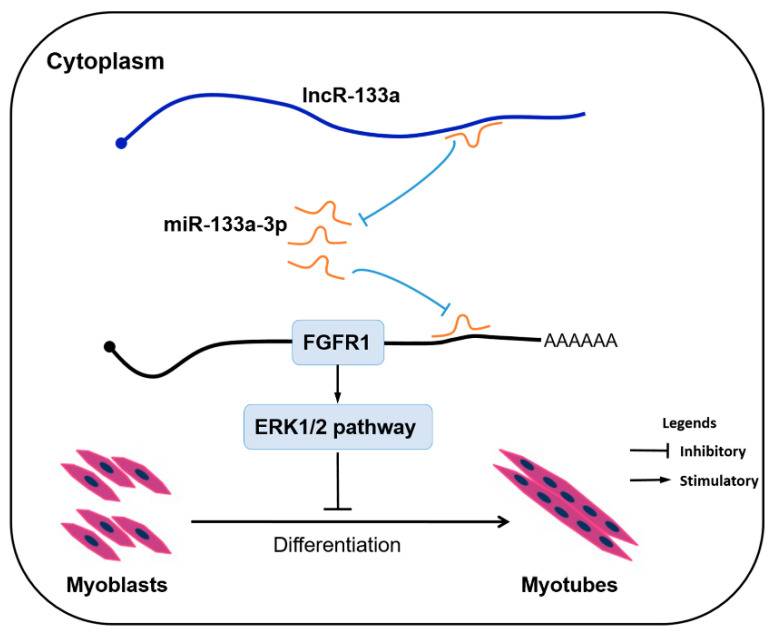 Cytoplasm
lncR-133a
miR-133a-3p
FGFR1
AAAAAA
ERK1/2 pathway
Legends
Inhibitory
Stimulatory
Differentiation
Myoblasts
Myotubes